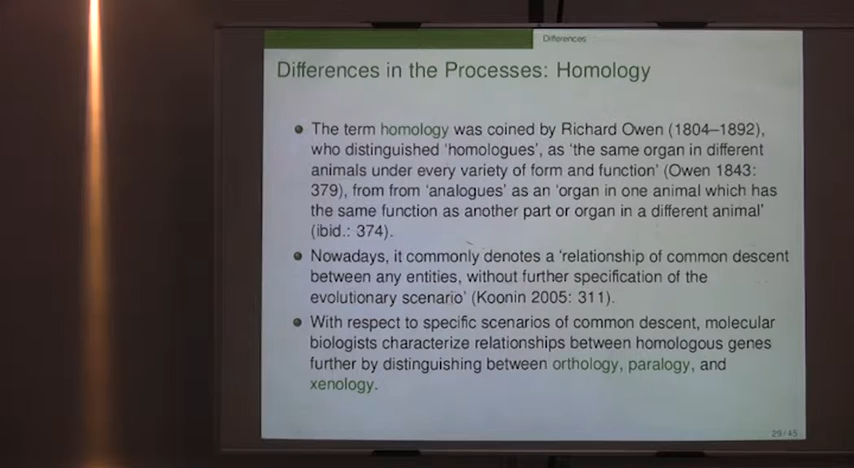 Differences
Differences in the Processes: Homology
The term homology was coined by Richard Owen (1804–1892),
who distinguished ‘homologues’, as ‘the same organ in different
animals under every variety of form and function’ (Owen 1843:
379), from from ‘analogues’ as an ‘organ in one animal which has
the same function as another part or organ in a different animal’
(ibid.: 374).
Nowadays, it commonly denotes a ‘relationship of common descent
between any entities, without further specification of the
evolutionary scenario’ (Koonin 2005: 311).
With respect to specific scenarios of common descent, molecular
biologists characterize relationships between homologous genes
further by distinguishing between orthology, paralogy, and
xenology.
29/45